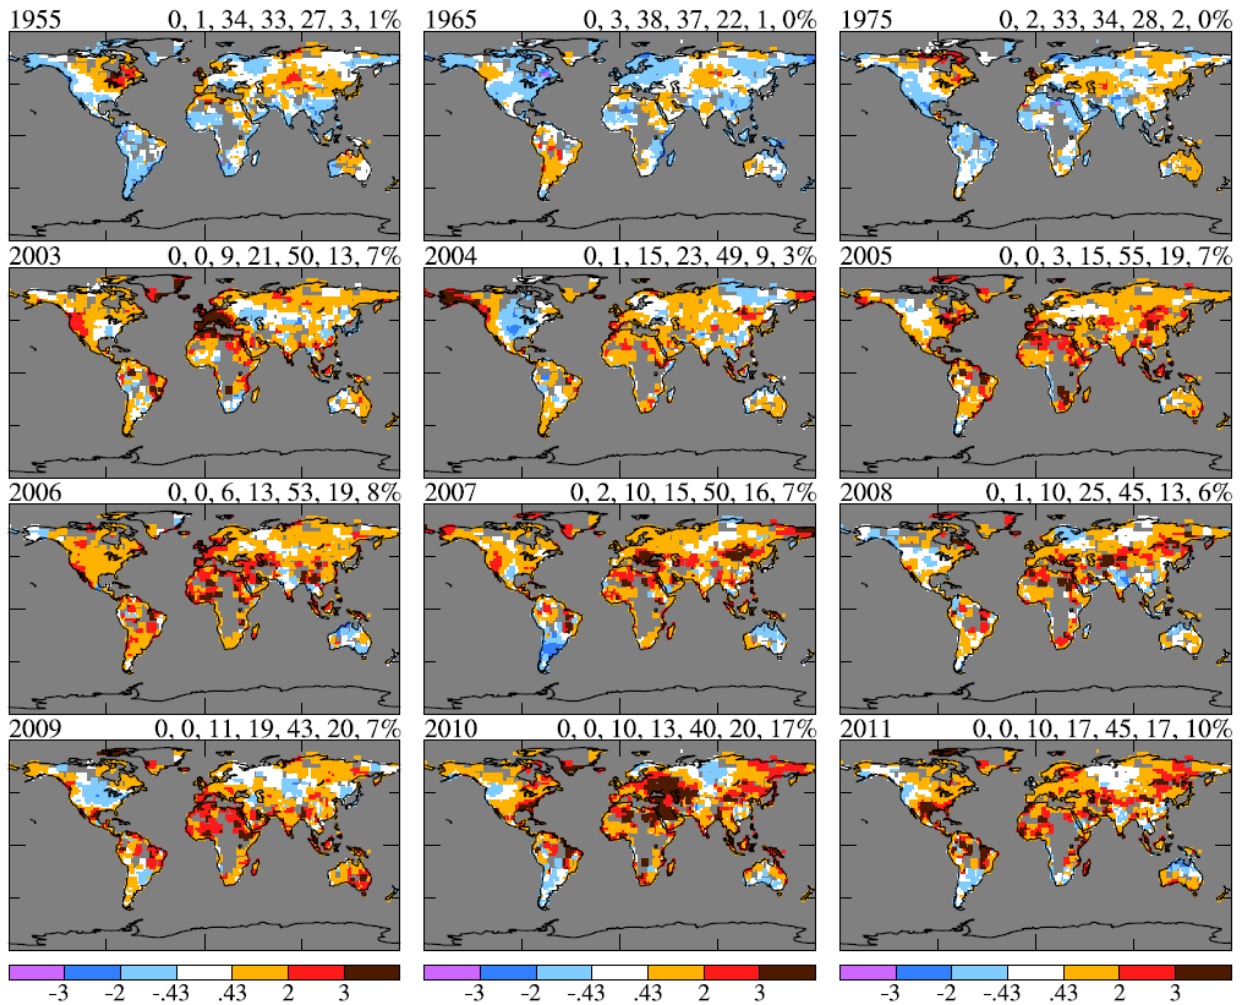 1955 0, 1, 34, 33, 27, 3, 1%
1965 0, 3, 38, 37, 22, 1, 0%
1975 0, 2, 33, 34, 28, 2, 0%
2003 0, 0, 9, 21, 50, 13, 7%
2004 0, 1, 15, 23, 49, 9, 3%
2005 0, 0, 3, 15, 55, 19, 7%
2006 0, 0, 6, 13, 53, 19, 8%
2007 0, 2, 10, 15, 50, 16, 7%
2008 0, 1, 10, 25, 45, 13, 6%
2009 0, 0, 11, 19, 43, 20, 7%
2010 0, 0, 10, 13, 40, 20, 17%
2011 0, 0, 10, 17, 45, 17, 10%
-3 -2 -.43 .43 2 3
-3 -2 -.43 .43 2 3
-3 -2 -.43 .43 2 3